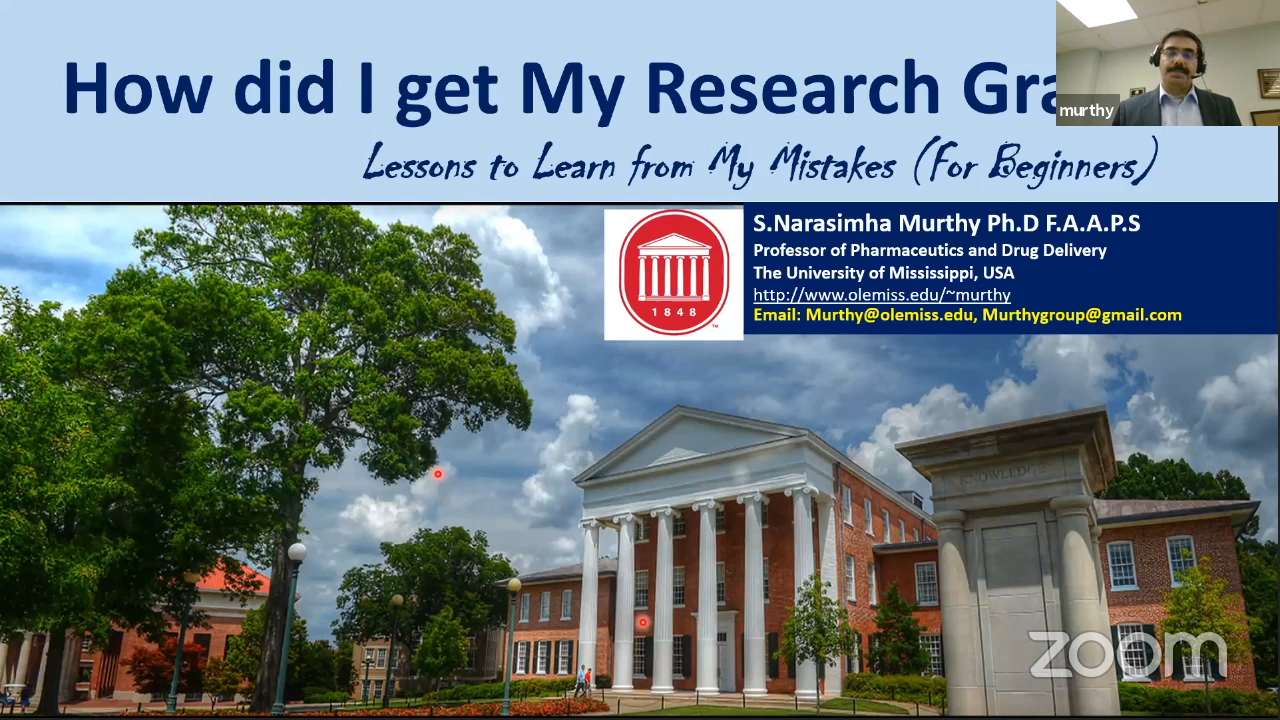 How did I get My Research Gra
murthy
Lessons to Learn from My Mistakes (For Beginners)
S.Narasimha Murthy Ph.D F.A.A.P.S
Professor of Pharmaceutics and Drug Delivery
The University of Mississippi, USA
http://www.olemiss.edu/~murthy
Email: Murthy@olemiss.edu, Murthygroup@gmail.com
1848
TM
KNOWLEDGE
zoom